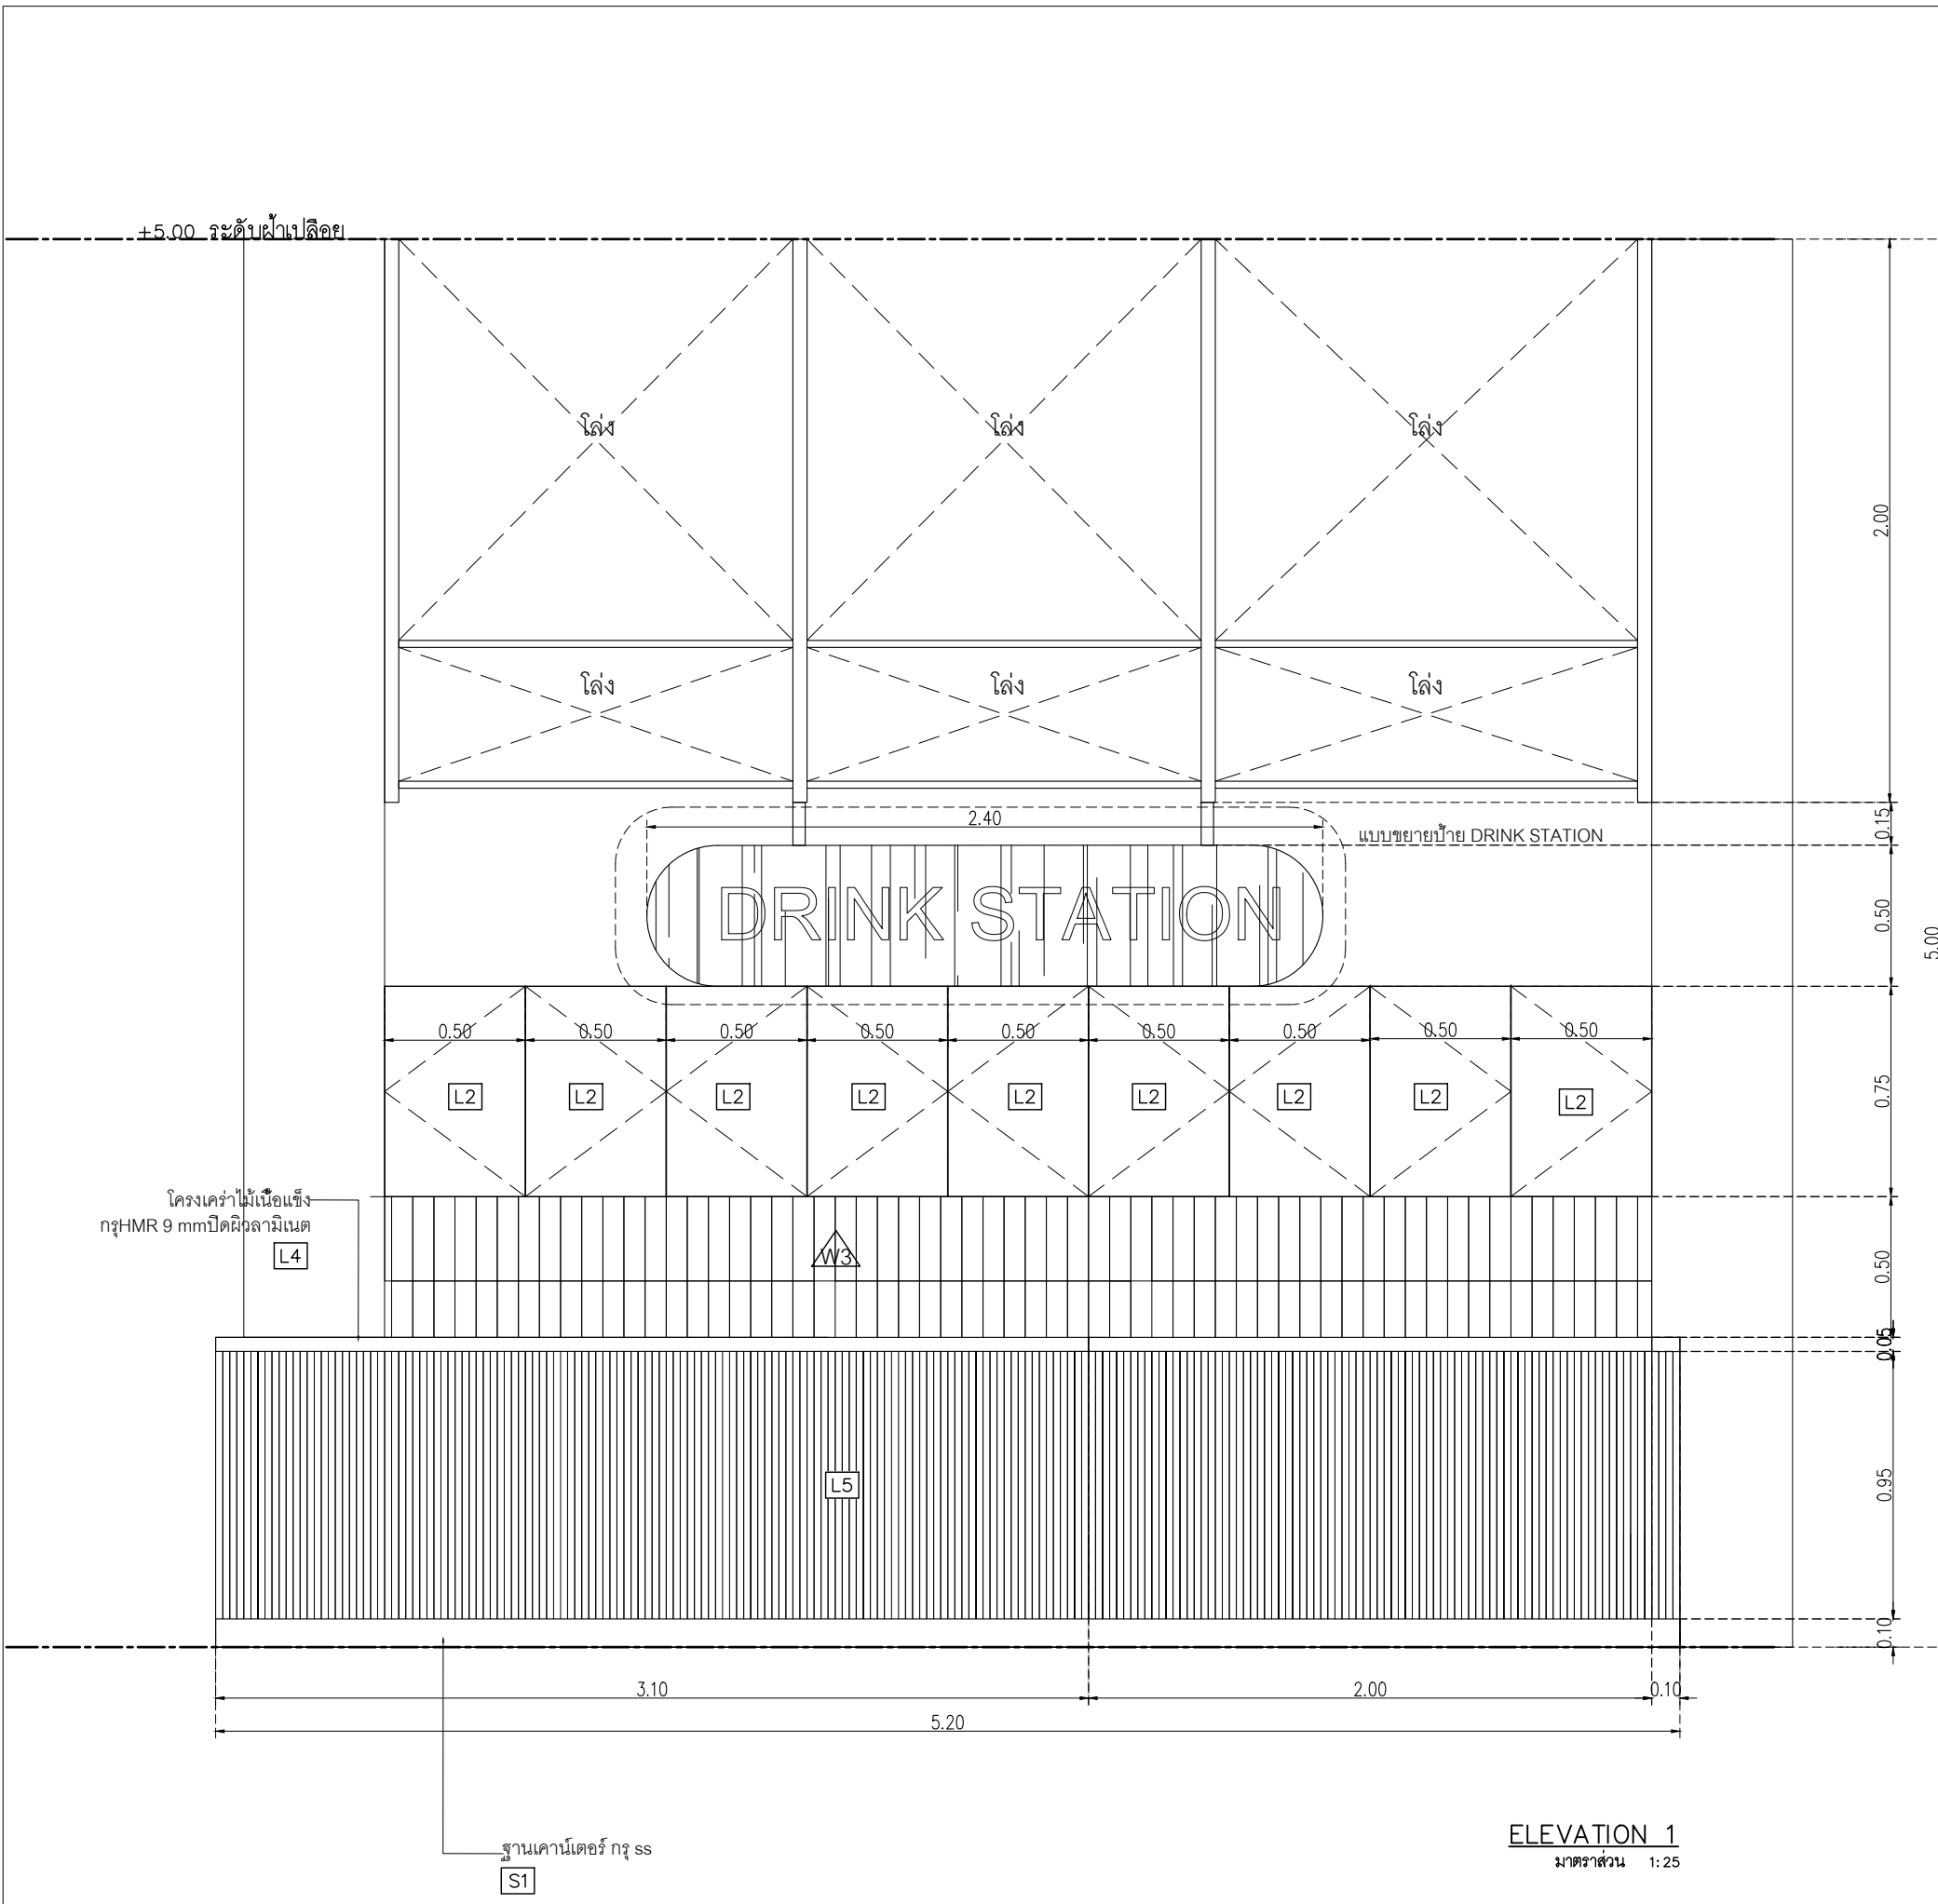 +5.00 ระดับฝ้าเปลือย
โล่ง โล่ง โล่ง
2.00
โล่ง โล่ง โล่ง
2.40
0.15
แบบขยายป้าย DRINK STATION
DRINK STATION
0.50
5.00
0.50 0.50 0.50 0.50 0.50 0.50 0.50 0.50 0.50
L2 L2 L2 L2 L2 L2 L2 L2 L2
0.75
โครงเคร่าไม้เนื้อแข็ง
กรุHMR 9 mmปิดผิวลามิเนต
L4
W3
0.50
0.05
L5
0.95
0.10
3.10 2.00 0.10
5.20
ฐานเคาน์เตอร์ กรุ ss
S1
ELEVATION 1
มาตราส่วน 1:25